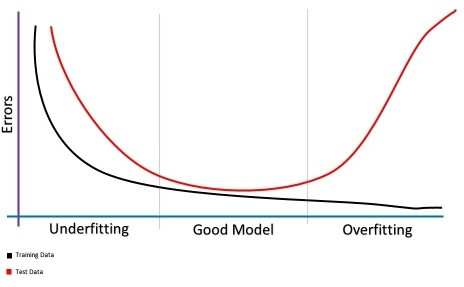 Errors
Underfitting
Good Model
Overfitting
Training Data
Test Data